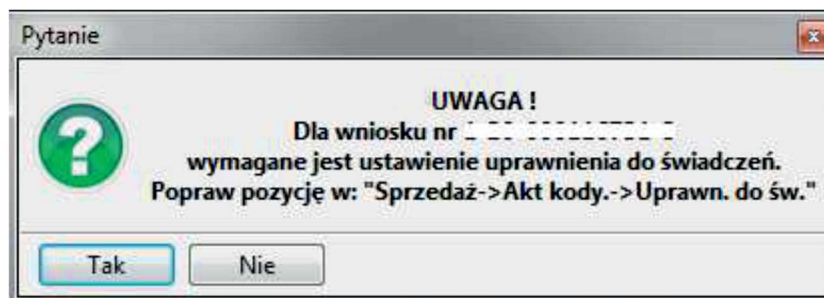 Pytanie
UWAGA !
Dla wniosku nr
wymagane jest ustawienie uprawnienia do świadczeń.
Popraw pozycję w: "Sprzedaż->Akt kody.->Uprawn. do św."
Tak
Nie